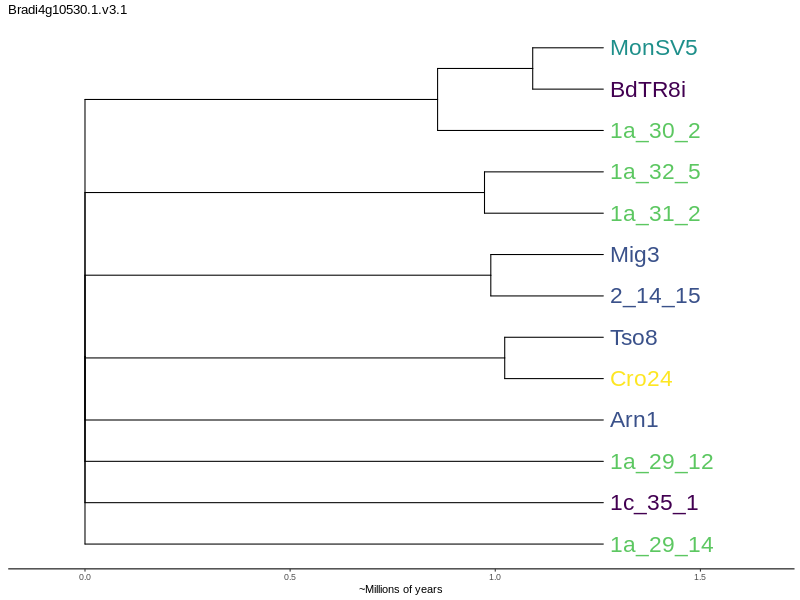 Bradi4g10530.1.v3.1
MonSV5
BdTR8i
1a_30_2
1a_32_5
1a_31_2
Mig3
2_14_15
Tso8
Cro24
Arn1
1a_29_12
1c_35_1
1a_29_14
0.0 0.5 1.0 1.5
~Millions of years